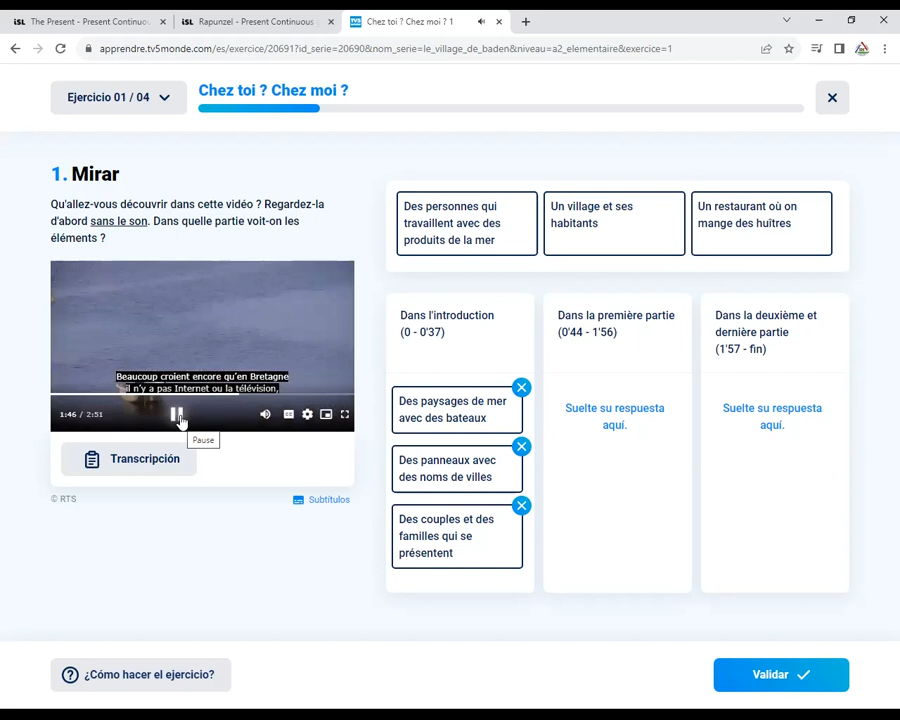 The Present - Present Continuou
Rapunzel - Present Continuous
Chez toi ? Chez moi ? 1
apprendre.tv5monde.com/es/exercice/20691?id_serie=20690&nom_serie=le_village_de_baden&niveau=a2_elementaire&exercice=1
Ejercicio 01 / 04
Chez toi ? Chez moi ?
1. Mirar
Qu'allez-vous découvrir dans cette vidéo ? Regardez-la
d'abord sans le son. Dans quelle partie voit-on les
éléments ?
Beaucoup croient encore qu'en Bretagne
il n'y a pas Internet ou la télévision,
1:46 / 2:51
Pause
Transcripción
© RTS
Subtítulos
Des personnes qui
travaillent avec des
produits de la mer
Un village et ses
habitants
Un restaurant où on
mange des huîtres
Dans l'introduction
(0 - 0'37)
Des paysages de mer
avec des bateaux
Des panneaux avec
des noms de villes
Des couples et des
familles qui se
présentent
Dans la première partie
(0'44 - 1'56)
Suelte su respuesta
aquí.
Dans la deuxième et
dernière partie
(1'57 - fin)
Suelte su respuesta
aquí.
¿Cómo hacer el ejercicio?
Validar